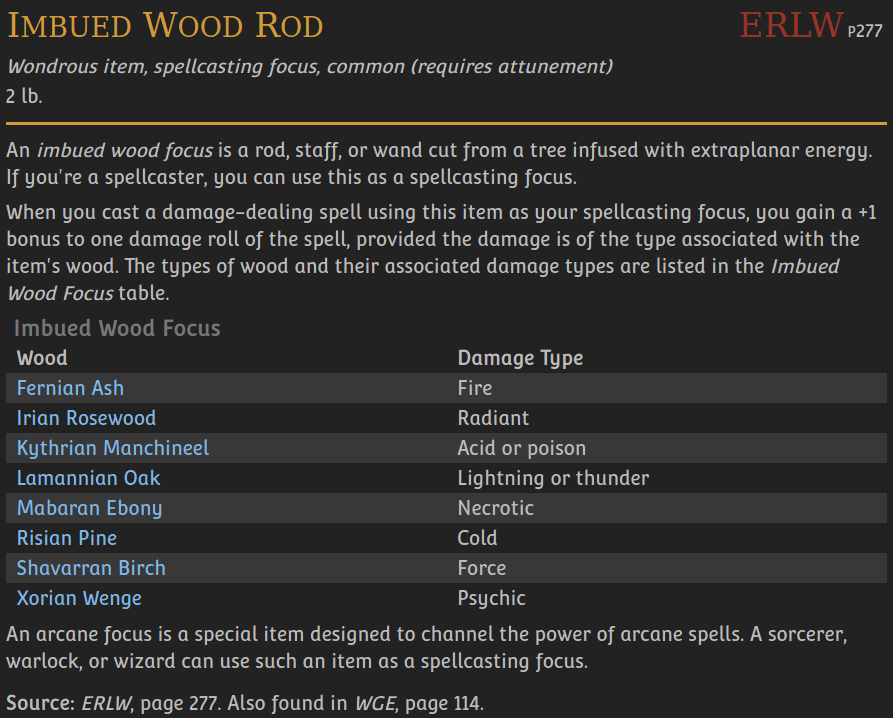 IMBUED WOOD ROD ERLW P277
Wondrous item, spellcasting focus, common (requires attunement)
2 lb.
An imbued wood focus is a rod, staff, or wand cut from a tree infused with extraplanar energy.
If you're a spellcaster, you can use this as a spellcasting focus.
When you cast a damage-dealing spell using this item as your spellcasting focus, you gain a +1
bonus to one damage roll of the spell, provided the damage is of the type associated with the
item's wood. The types of wood and their associated damage types are listed in the Imbued
Wood Focus table.
Imbued Wood Focus
Wood Damage Type
Fernian Ash Fire
Irian Rosewood Radiant
Kythrian Manchineel Acid or poison
Lamannian Oak Lightning or thunder
Mabaran Ebony Necrotic
Risian Pine Cold
Shavarran Birch Force
Xorian Wenge Psychic
An arcane focus is a special item designed to channel the power of arcane spells. A sorcerer,
warlock, or wizard can use such an item as a spellcasting focus.
Source: ERLW, page 277. Also found in WGE, page 114.